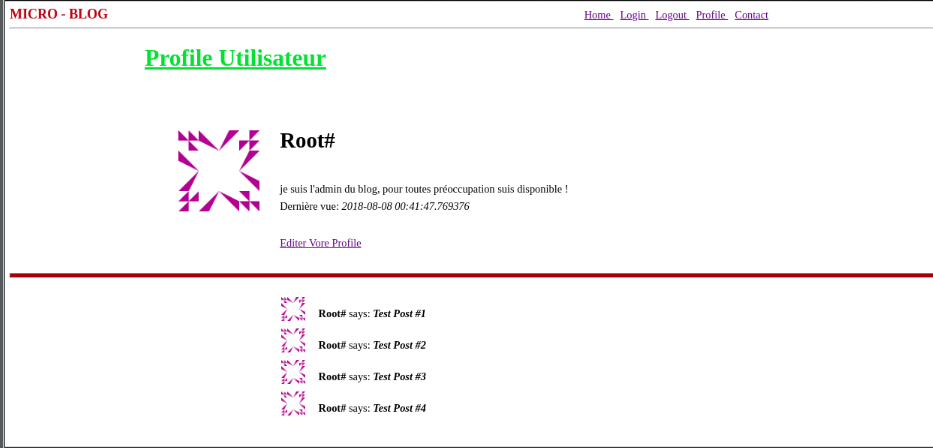 MICRO - BLOG Home Login Logout Profile Contact
Profile Utilisateur
Root#
je suis l'admin du blog, pour toutes préoccupation suis disponible !
Dernière vue: 2018-08-08 00:41:47.769376
Editer Vore Profile
Root# says: Test Post #1
Root# says: Test Post #2
Root# says: Test Post #3
Root# says: Test Post #4